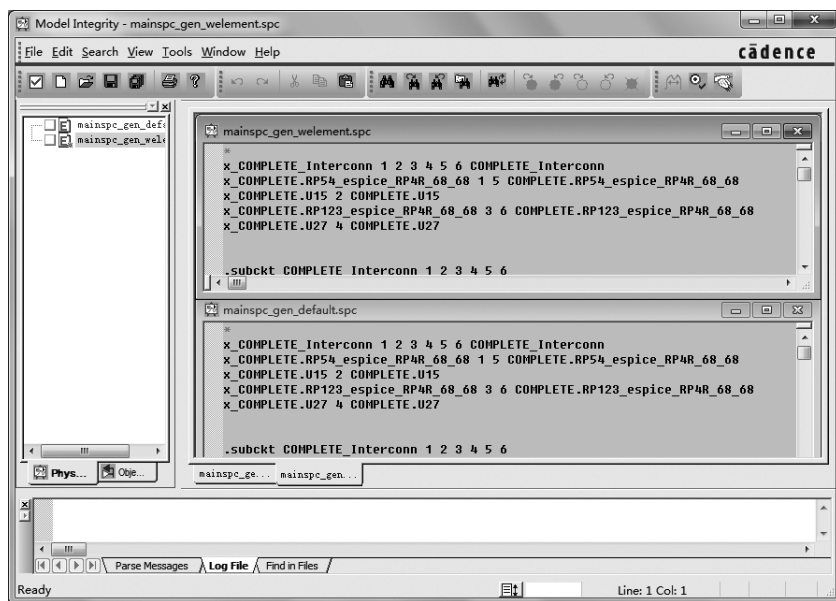 Model Integrity - mainspc_gen_welement.spc
File Edit Search View Tools Window Help
cādence
mainspc_gen_defa
mainspc_gen_wele
mainspc_gen_welement.spc
*
x_COMPLETE_Interconn 1 2 3 4 5 6 COMPLETE_Interconn
x_COMPLETE.RP54_espice_RP4R_68_68 1 5 COMPLETE.RP54_espice_RP4R_68_68
x_COMPLETE.U15 2 COMPLETE.U15
x_COMPLETE.RP123_espice_RP4R_68_68 3 6 COMPLETE.RP123_espice_RP4R_68_68
x_COMPLETE.U27 4 COMPLETE.U27
.subckt COMPLETE_Interconn 1 2 3 4 5 6
mainspc_gen_default.spc
*
x_COMPLETE_Interconn 1 2 3 4 5 6 COMPLETE_Interconn
x_COMPLETE.RP54_espice_RP4R_68_68 1 5 COMPLETE.RP54_espice_RP4R_68_68
x_COMPLETE.U15 2 COMPLETE.U15
x_COMPLETE.RP123_espice_RP4R_68_68 3 6 COMPLETE.RP123_espice_RP4R_68_68
x_COMPLETE.U27 4 COMPLETE.U27
.subckt COMPLETE_Interconn 1 2 3 4 5 6
Phys... Obje...
mainspc_ge... mainspc_gen...
Parse Messages Log File Find in Files
Ready Line: 1 Col: 1